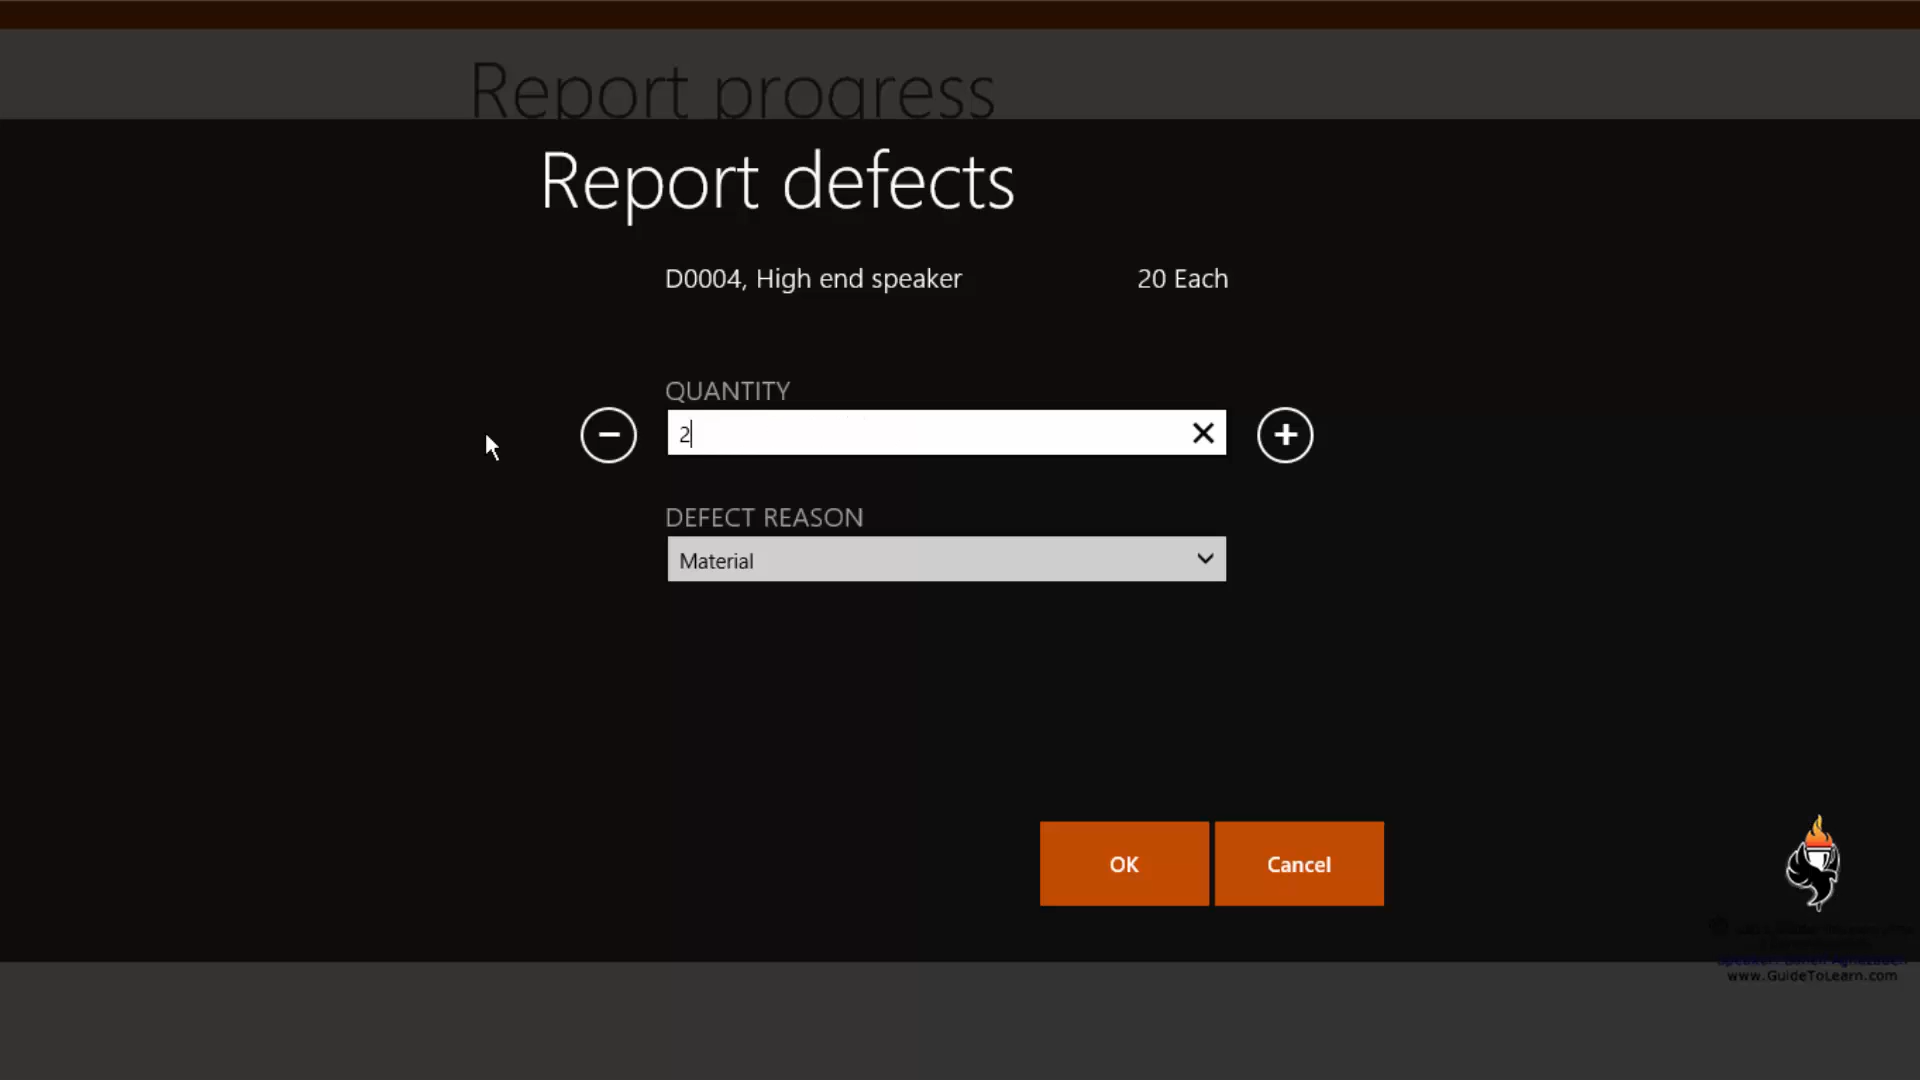 Report progress
Report defects
D0004, High end speaker 20 Each
QUANTITY
2
DEFECT REASON
Material
OK Cancel
www.GuideToLearn.com